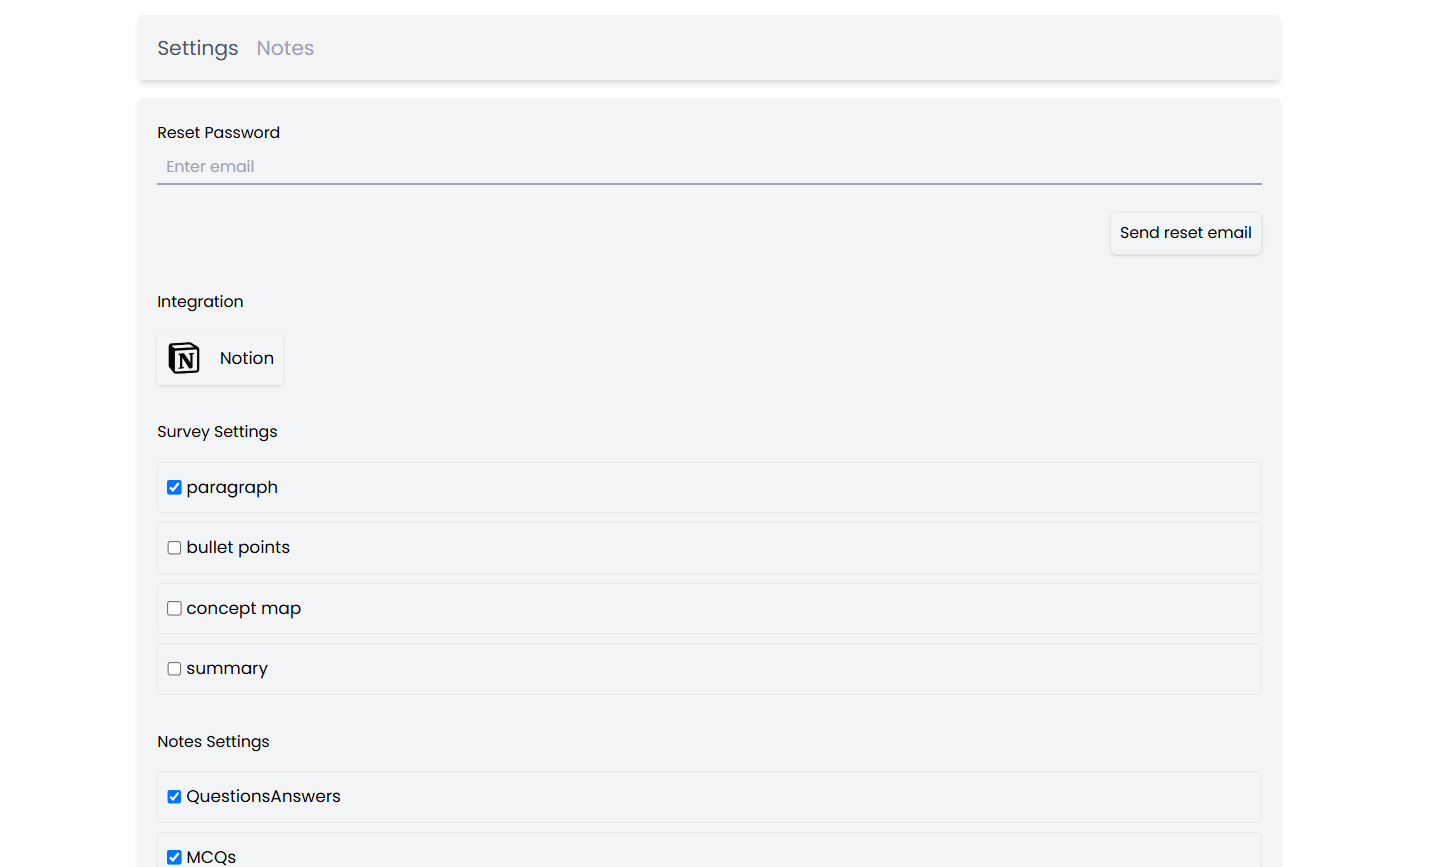 Settings Notes
Reset Password
Enter email
Send reset email
Integration
N Notion
Survey Settings
paragraph
bullet points
concept map
summary
Notes Settings
QuestionsAnswers
MCQs